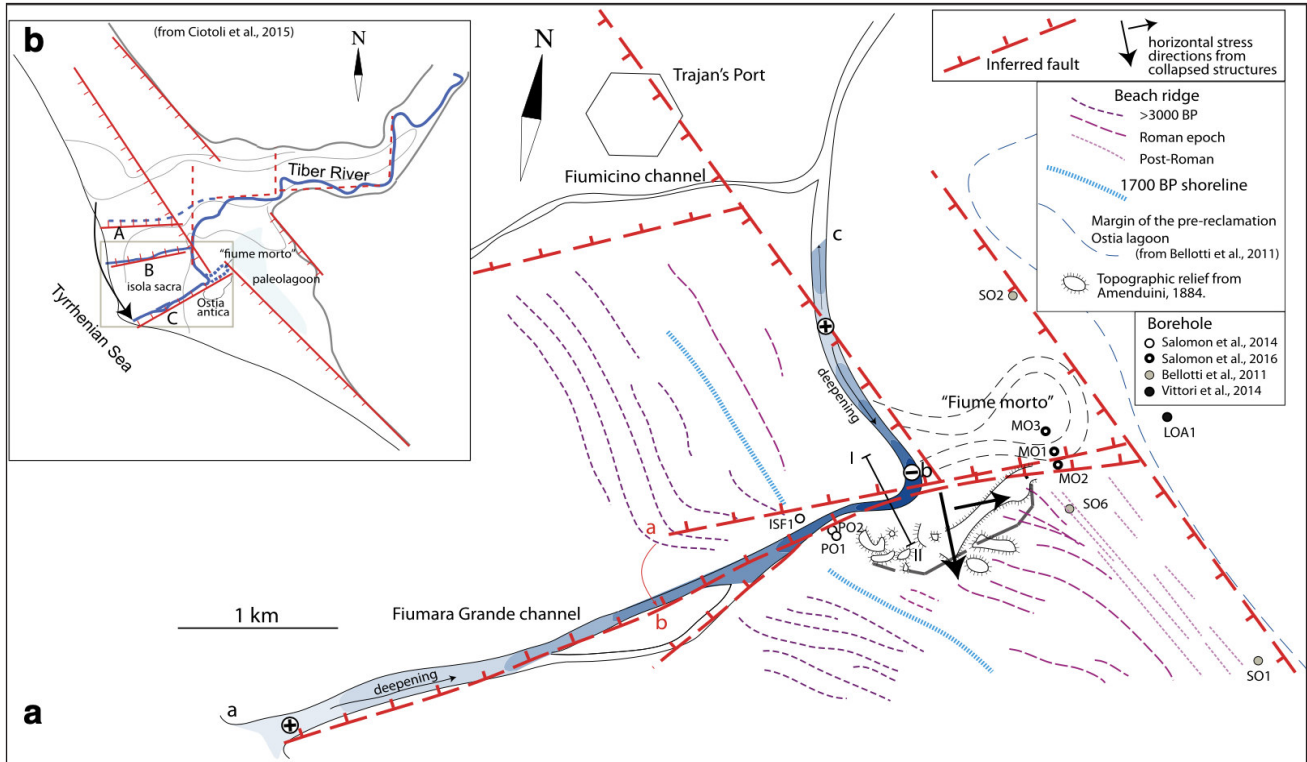 b
(from Ciotoli et al., 2015)
N
Tiber River
A
B
isola sacra
"fiume morto"
paleolagoon
Ostia
antica
C
Tyrrhenian Sea
N
Trajan's Port
Fiumicino channel
Inferred fault
horizontal stress
directions from
collapsed structures
Beach ridge
>3000 BP
Roman epoch
Post-Roman
1700 BP shoreline
Margin of the pre-reclamation
Ostia lagoon
(from Bellotti et al., 2011)
Topographic relief from
Amenduini, 1884.
Borehole
Salomon et al., 2014
Salomon et al., 2016
Bellotti et al., 2011
Vittori et al., 2014
c
SO2
+
deepening
"Fiume morto"
MO3
MO1
MO2
LOA1
I
b
SO6
ISF1
PO2
PO1
II
a
b
1 km
Fiumara Grande channel
deepening
SO1
a
+
a